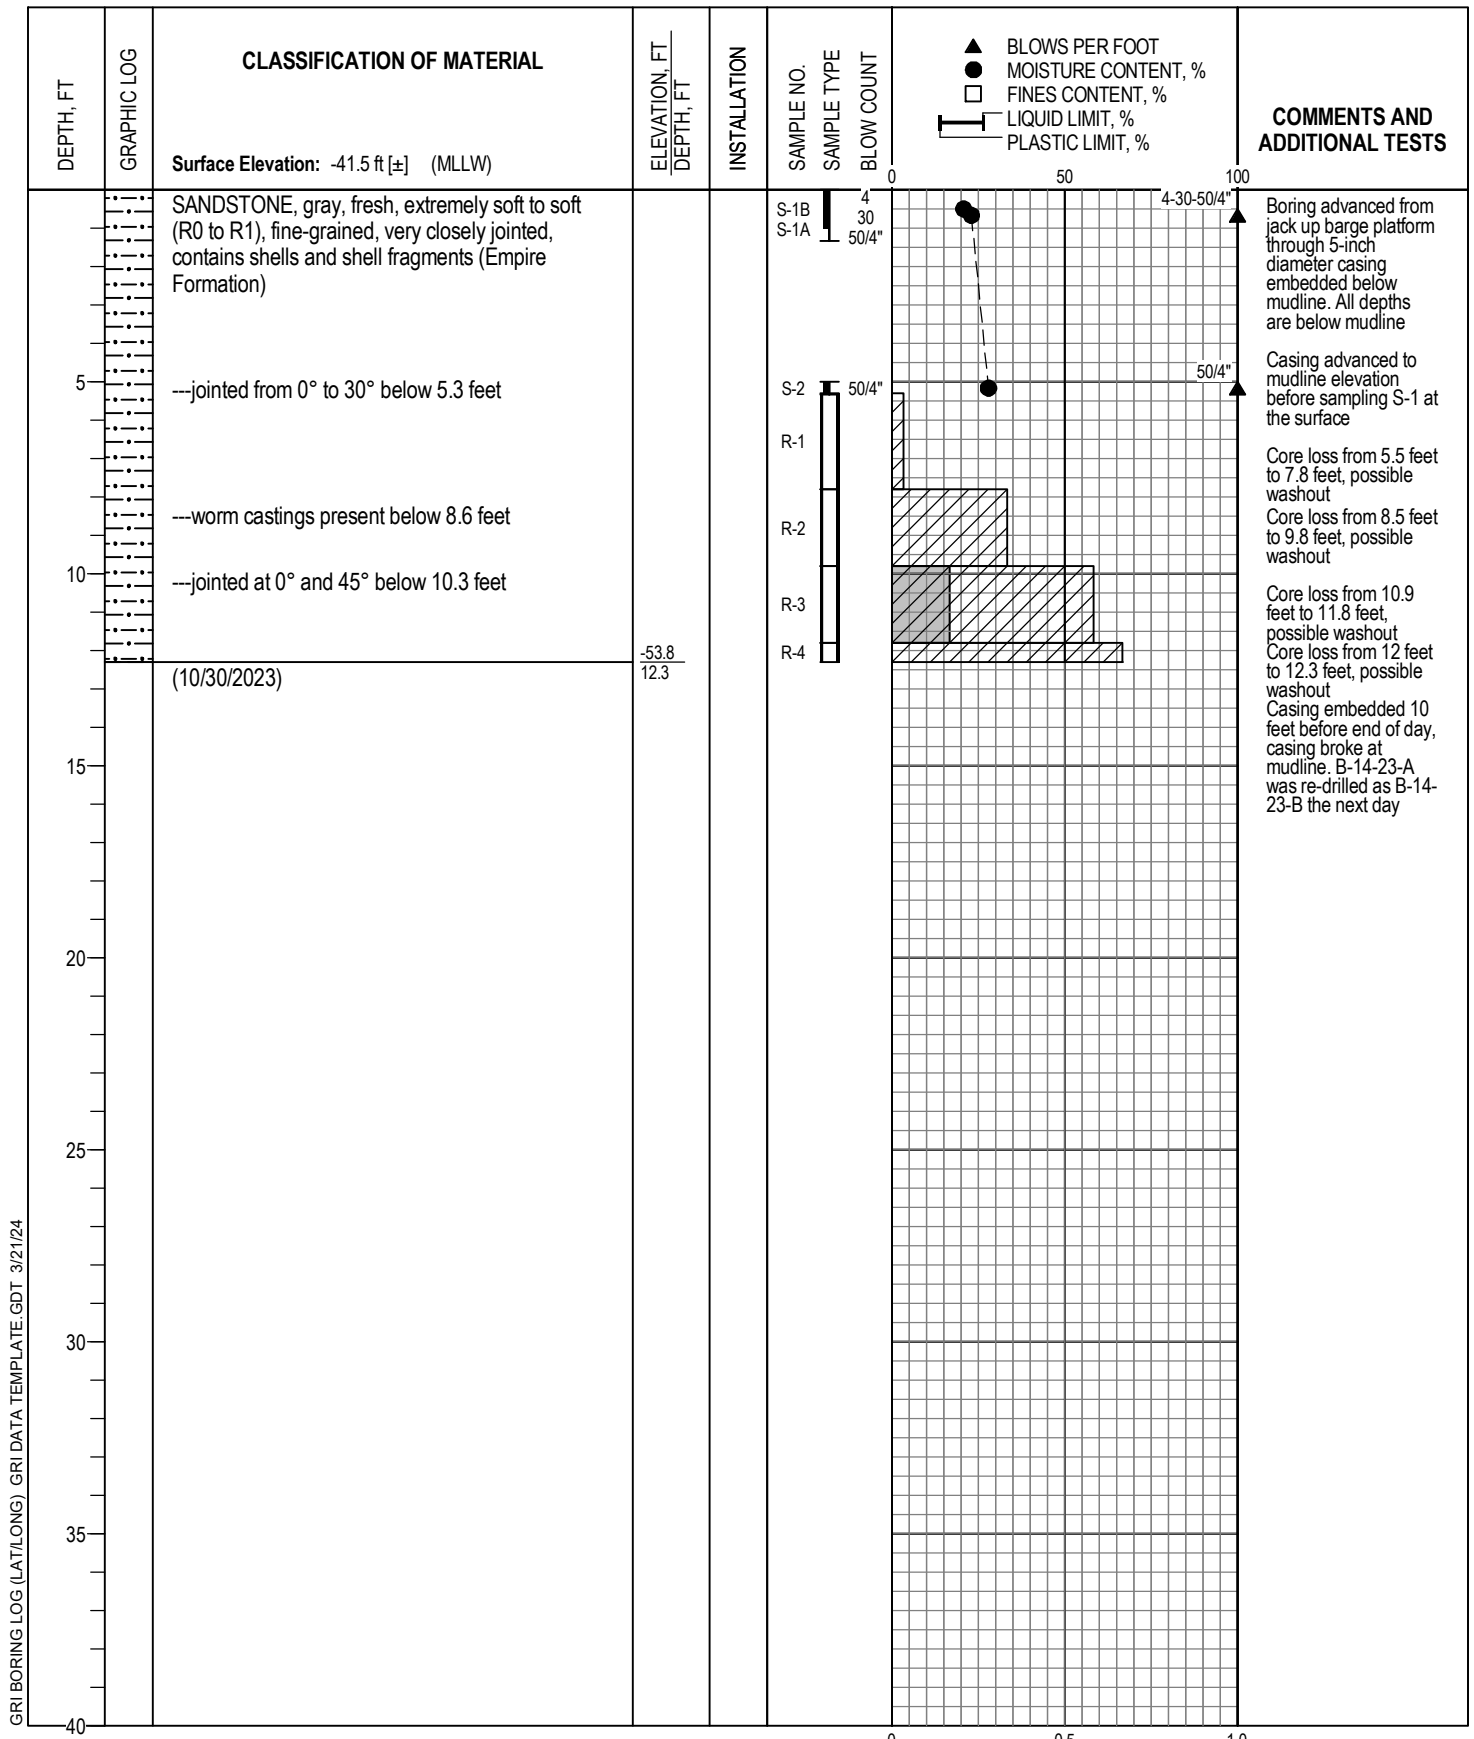 DEPTH, FT
GRAPHIC LOG
CLASSIFICATION OF MATERIAL
Surface Elevation: -41.5 ft [±] (MLLW)
ELEVATION, FT
DEPTH, FT
INSTALLATION
SAMPLE NO.
SAMPLE TYPE
BLOW COUNT
BLOWS PER FOOT
MOISTURE CONTENT, %
FINES CONTENT, %
LIQUID LIMIT, %
PLASTIC LIMIT, %
0 50 100
COMMENTS AND
ADDITIONAL TESTS
SANDSTONE, gray, fresh, extremely soft to soft
(R0 to R1), fine-grained, very closely jointed,
contains shells and shell fragments (Empire
Formation)
---jointed from 0° to 30° below 5.3 feet
---worm castings present below 8.6 feet
---jointed at 0° and 45° below 10.3 feet
(10/30/2023)
-53.8
12.3
S-1B
S-1A
4
30
50/4"
4-30-50/4"
S-2
50/4"
50/4"
R-1
R-2
R-3
R-4
Boring advanced from
jack up barge platform
through 5-inch
diameter casing
embedded below
mudline. All depths
are below mudline
Casing advanced to
mudline elevation
before sampling S-1 at
the surface
Core loss from 5.5 feet
to 7.8 feet, possible
washout
Core loss from 8.5 feet
to 9.8 feet, possible
washout
Core loss from 10.9
feet to 11.8 feet,
possible washout
Core loss from 12 feet
to 12.3 feet, possible
washout
Casing embedded 10
feet before end of day,
casing broke at
mudline. B-14-23-A
was re-drilled as B-14-
23-B the next day
5
10
15
20
25
30
35
40
0 0.5 1.0
GRI BORING LOG (LAT/LONG) GRI DATA TEMPLATE.GDT 3/21/24